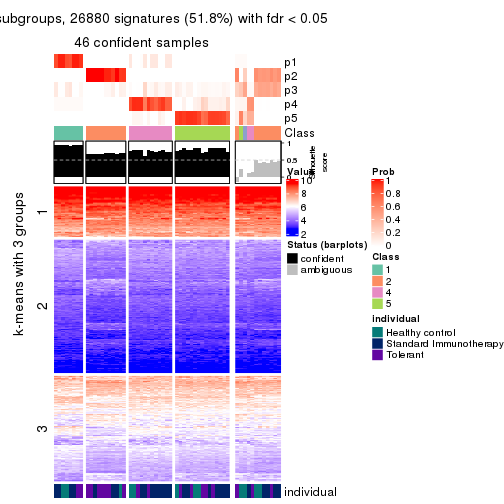 subgroups, 26880 signatures (51.8%) with fdr < 0.05
46 confident samples
p1
p2
p3
p4
p5
Class
1
0.5
0
Silhouette
score
k-means with 3 groups
1
2
3
individual
Value
10
8
6
4
2
Status (barplots)
confident
ambiguous
Prob
1
0.8
0.6
0.4
0.2
0
Class
1
2
4
5
individual
Healthy control
Standard Immunotherapy
Tolerant